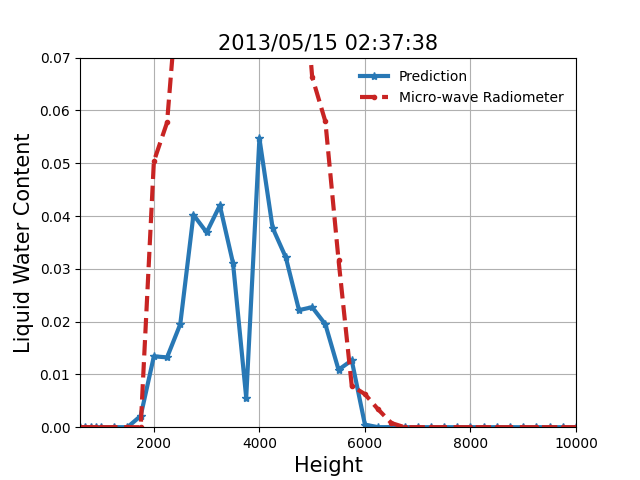 2013/05/15 02:37:38
Prediction
Micro-wave Radiometer
Liquid Water Content
0.07
0.06
0.05
0.04
0.03
0.02
0.01
0.00
2000 4000 6000 8000 10000
Height